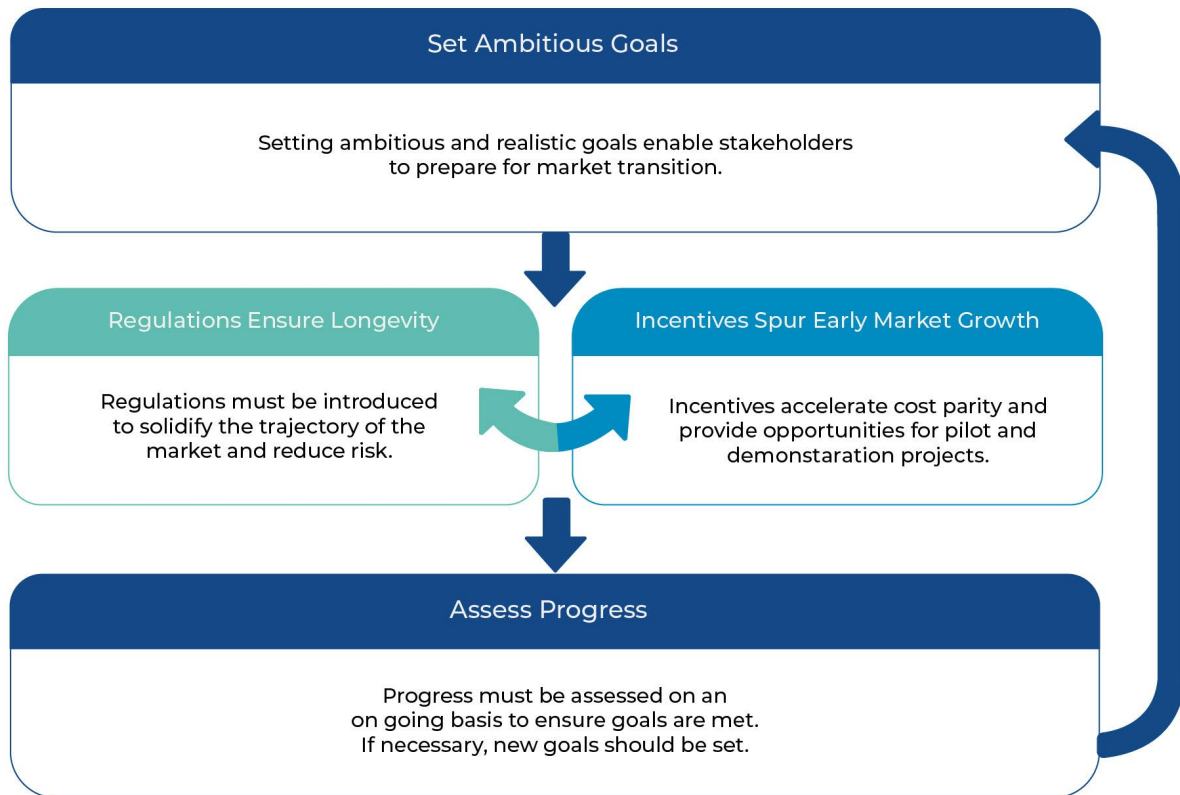 Set Ambitious Goals
Setting ambitious and realistic goals enable stakeholders
to prepare for market transition.
Regulations Ensure Longevity
Regulations must be introduced
to solidify the trajectory of the
market and reduce risk.
Incentives Spur Early Market Growth
Incentives accelerate cost parity and
provide opportunities for pilot and
demonstaration projects.
Assess Progress
Progress must be assessed on an
on going basis to ensure goals are met.
If necessary, new goals should be set.